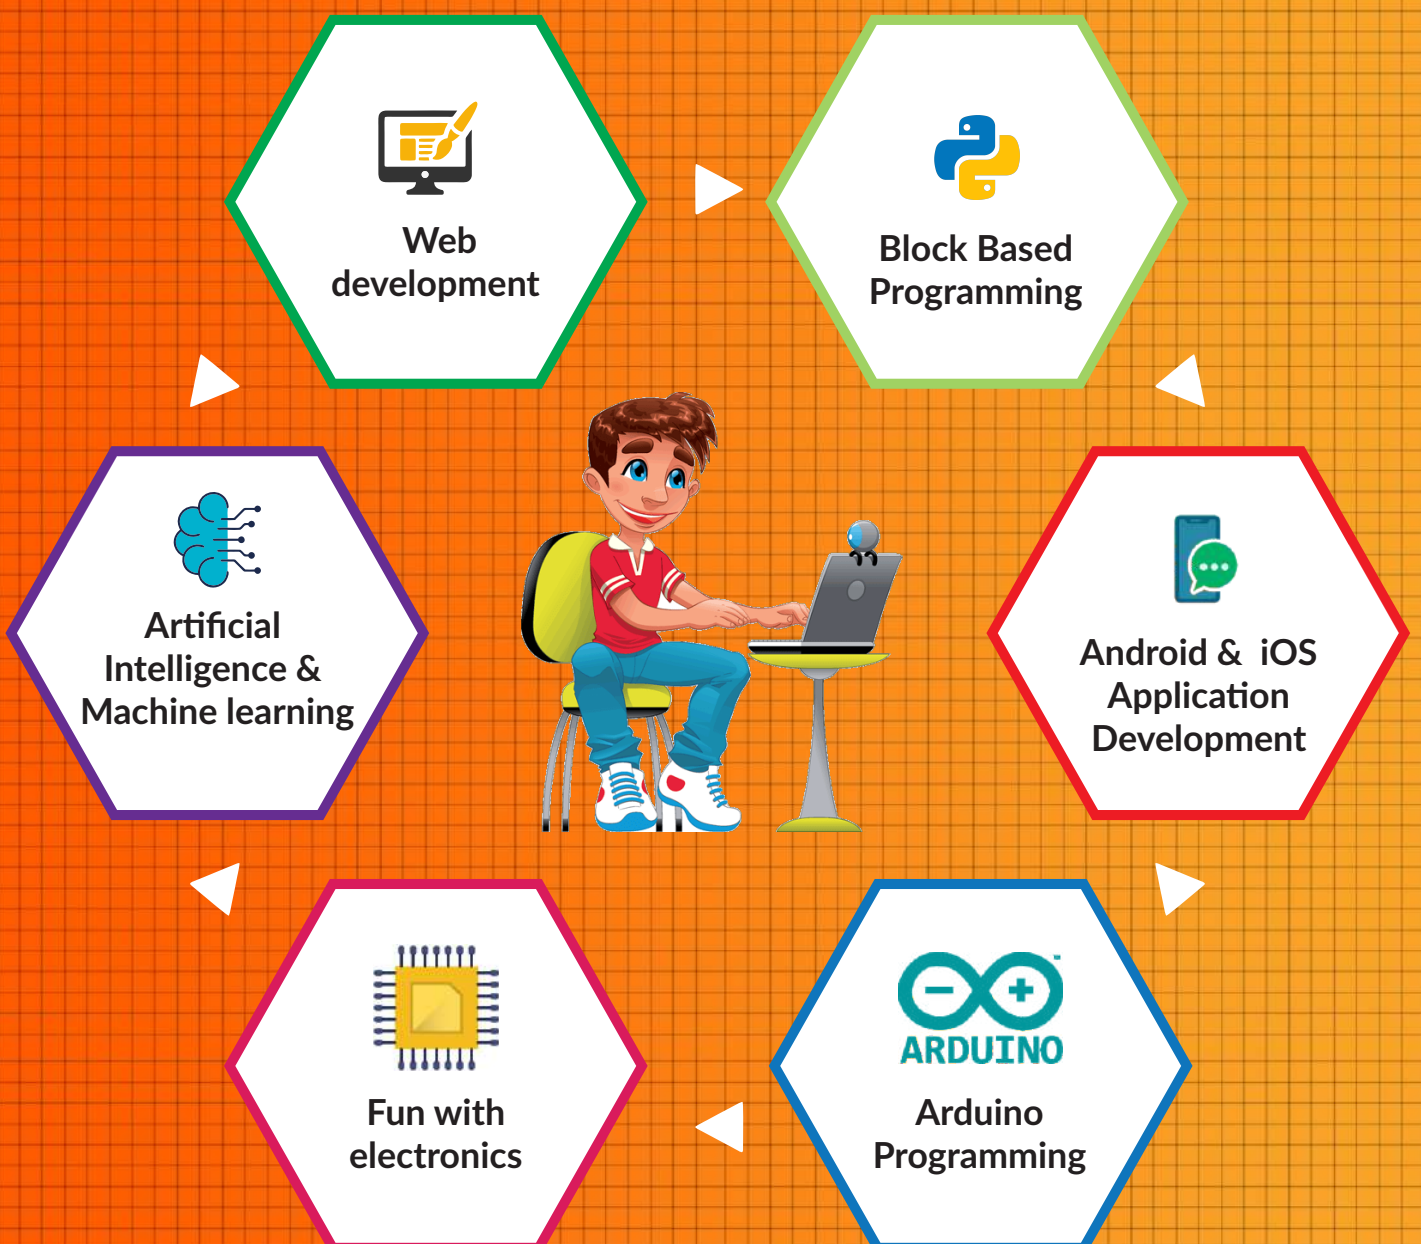 Web
development
Block Based
Programming
Artificial
Intelligence &
Machine learning
Android & iOS
Application
Development
Fun with
electronics
ARDUINO
Arduino
Programming